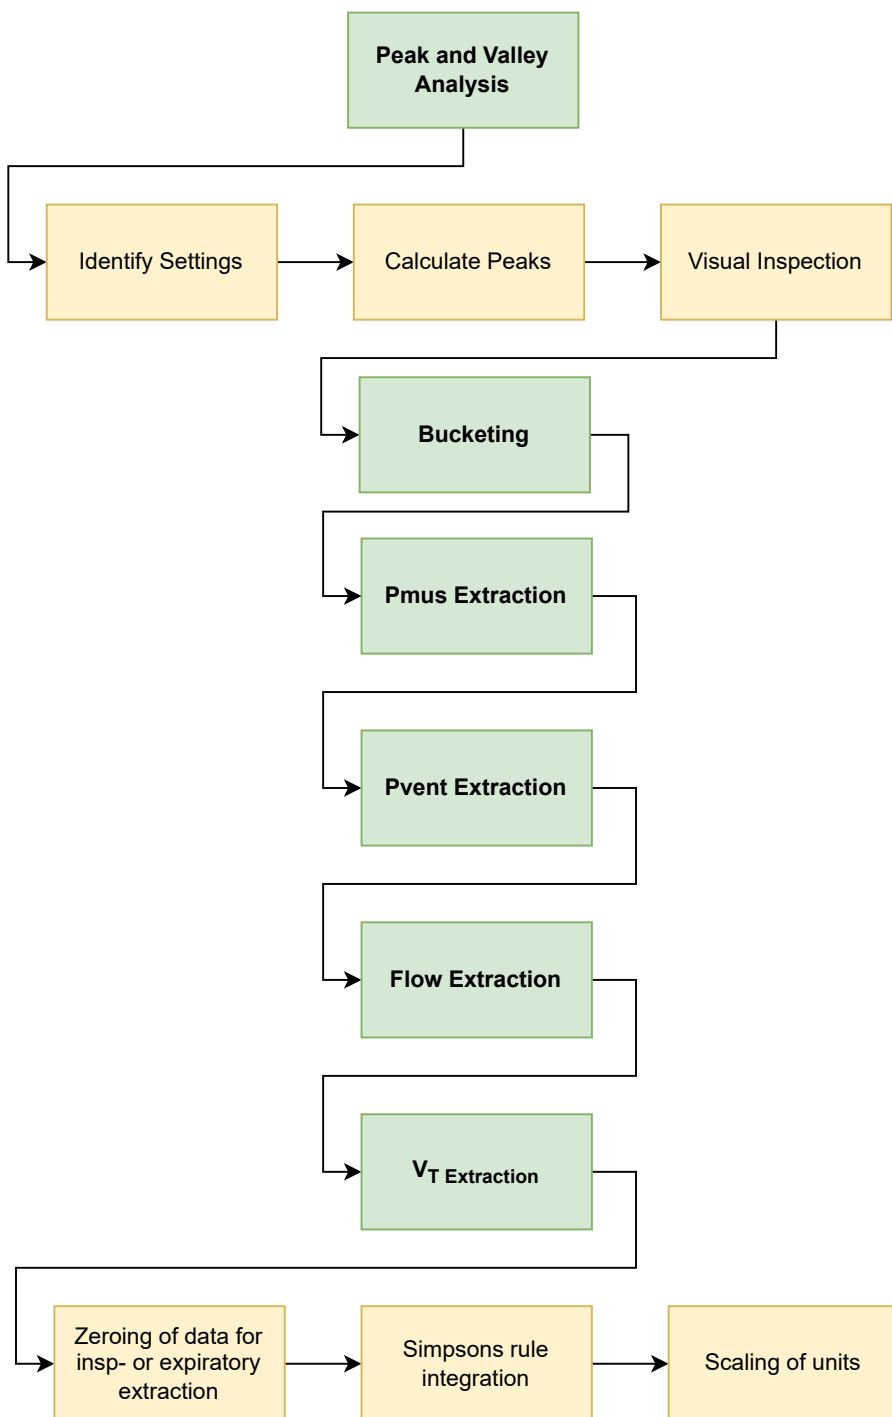 Peak and Valley
Analysis
Identify Settings
Calculate Peaks
Visual Inspection
Bucketing
Pmus Extraction
Pvent Extraction
Flow Extraction
VT Extraction
Zeroing of data for
insp- or expiratory
extraction
Simpsons rule
integration
Scaling of units